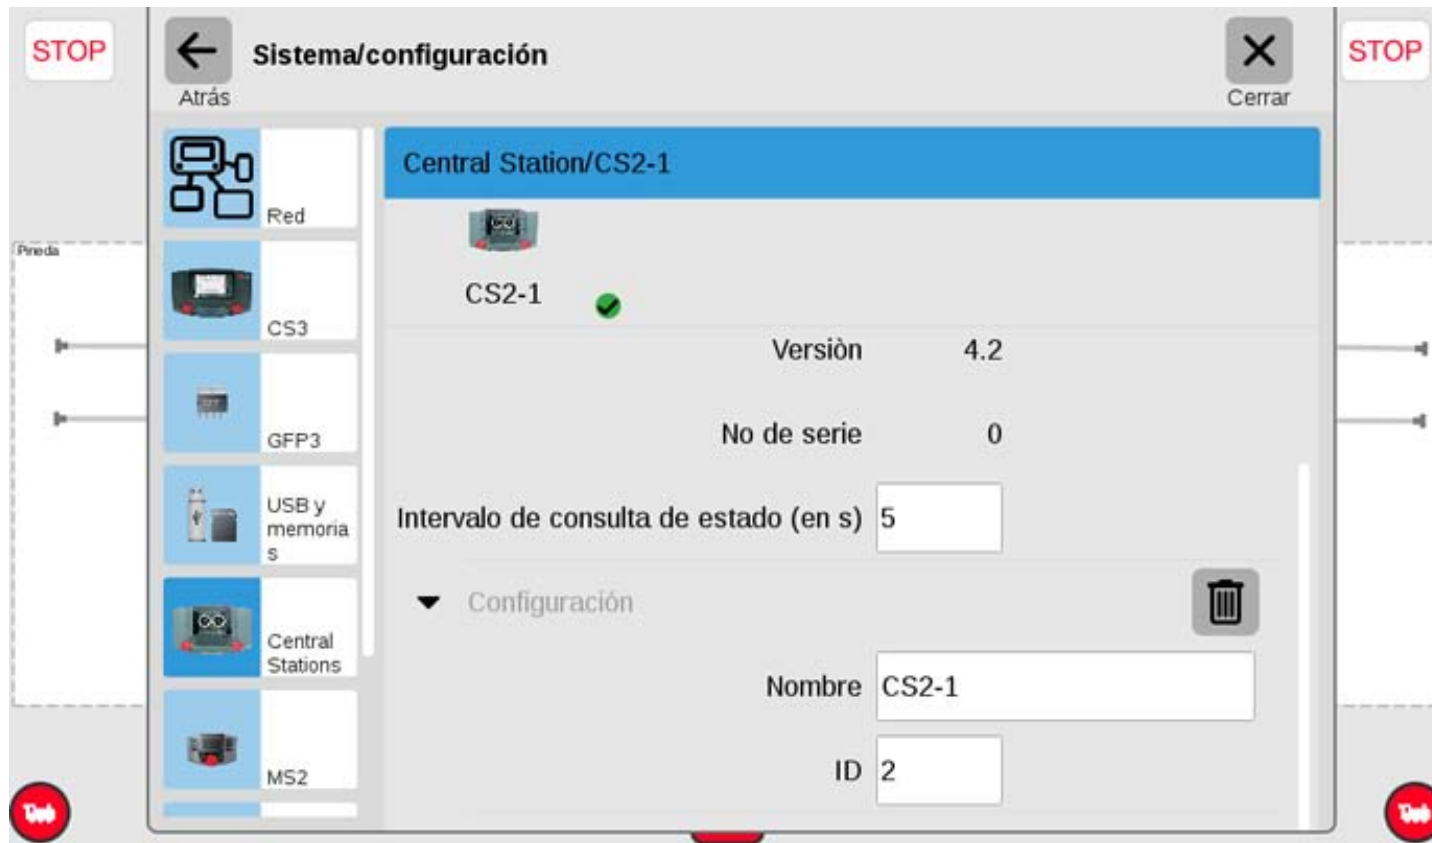 STOP
Sistema/configuración
STOP
Atrás
Cerrar
Central Station/CS2-1
Red
Pineda
CS2-1
CS3
Versiòn 4.2
No de serie 0
GFP3
USB y
memoria
s
Intervalo de consulta de estado (en s) 5
Configuración
Central
Stations
Nombre CS2-1
ID 2
MS2